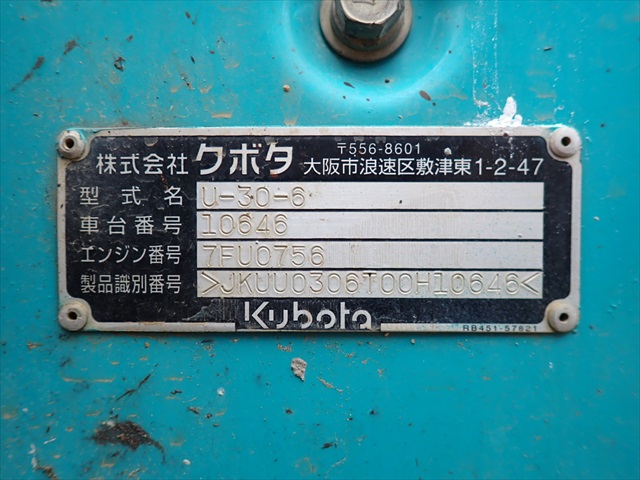 株式会社クボタ 〒556-8601
大阪市浪速区敷津東1-2-47
型式名 U-30-6
車台番号 10646
エンジン番号 7FU0756
製品識別番号 >JKUU0306T00H10646<
Kubota
RB451-57821